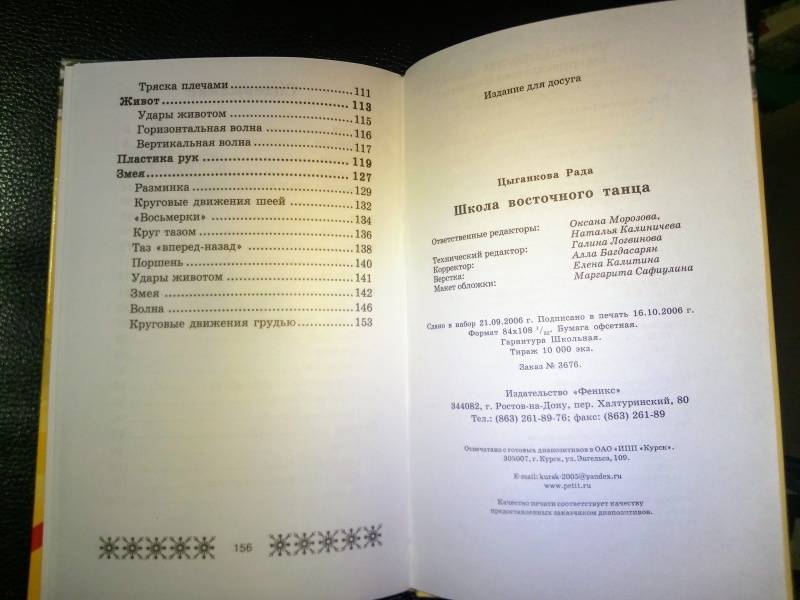 Тряска плечами ........ 111
Живот ........ 113
Удары животом ........ 115
Горизонтальная волна ........ 116
Вертикальная волна ........ 117
Пластика рук ........ 119
Змея ........ 127
Разминка ........ 129
Круговые движения шеей ........ 132
«Восьмерки» ........ 134
Круг тазом ........ 136
Таз «вперед-назад» ........ 138
Поршень ........ 140
Удары животом ........ 141
Змея ........ 142
Волна ........ 146
Круговые движения грудью ........ 153
156
Издание для досуга
Цыганкова Рада
Школа восточного танца
Ответственные редакторы: Оксана Морозова,
Наталья Калиничева
Технический редактор: Галина Логвинова
Корректор: Алла Багдасарян
Верстка: Елена Калитина
Макет обложки: Маргарита Сафиулина
Сдано в набор 21.09.2006 г. Подписано в печать 16.10.2006 г.
Формат 84х108 1/32. Бумага офсетная.
Гарнитура Школьная.
Тираж 10 000 экз.
Заказ № 3676.
Издательство «Феникс»
344082, г. Ростов-на-Дону, пер. Халтуринский, 80
Тел.: (863) 261-89-76; факс: (863) 261-89
Отпечатано с готовых диапозитивов в ОАО «ИПП «Курск».
305007, г. Курск, ул. Энгельса, 109.
E-mail: kursk-2005@yandex.ru
www.petit.ru
Качество печати соответствует качеству
предоставленных заказчиком диапозитивов.